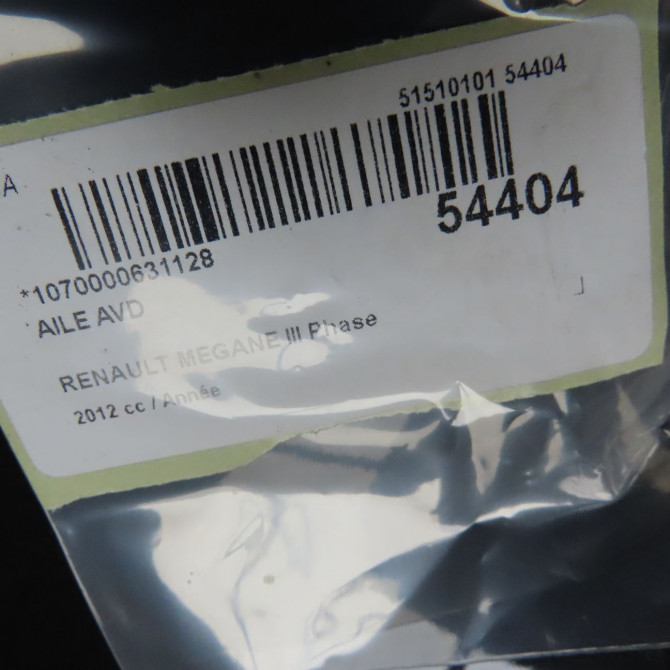 51510101 54404
A
54404
*1070000631128
AILE AVD
RENAULT MEGANE III Phase
2012 cc / Année